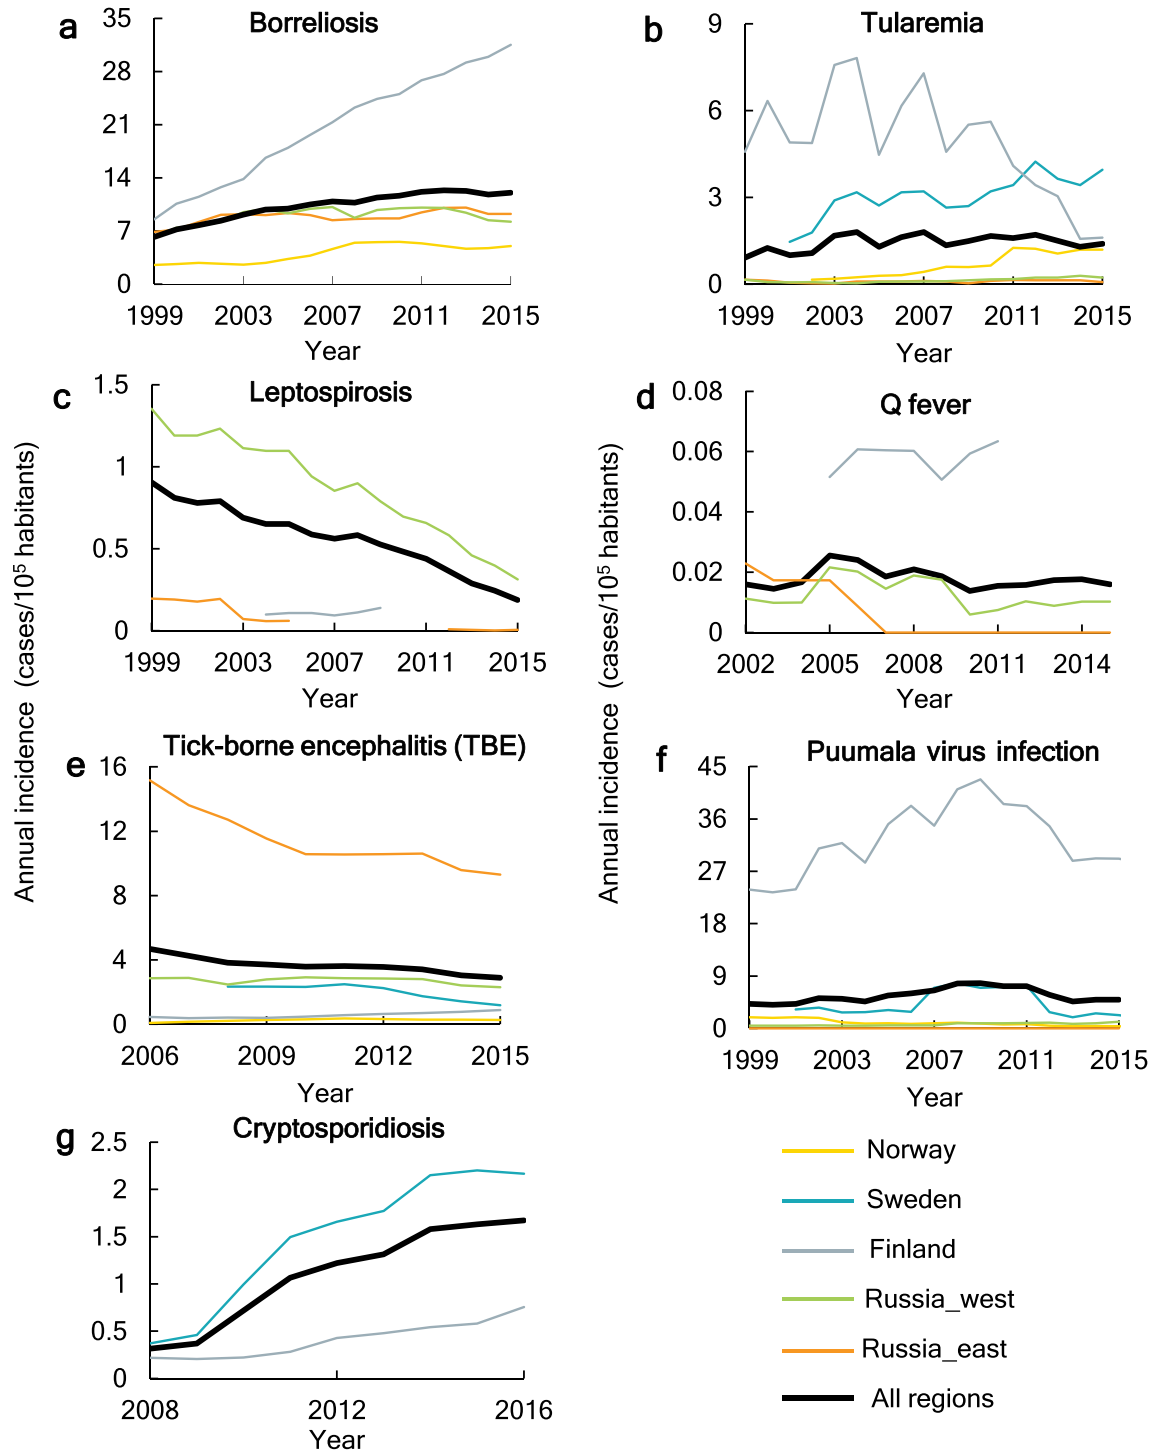 Annual incidence (cases/10⁵ habitants)
Annual incidence (cases/10⁵ habitants)
a
Borreliosis
35
28
21
14
7
0
1999
2003
2007
2011
2015
Year
b
Tularemia
9
6
3
0
1999
2003
2007
2011
2015
Year
c
Leptospirosis
1.5
1
0.5
0
1999
2003
2007
2011
2015
Year
d
Q fever
0.08
0.06
0.04
0.02
0
2002
2005
2008
2011
2014
Year
e
Tick-borne encephalitis (TBE)
16
12
8
4
0
2006
2009
2012
2015
Year
f
Puumala virus infection
45
36
27
18
9
0
1999
2003
2007
2011
2015
Year
g
Cryptosporidiosis
2.5
2
1.5
1
0.5
0
2008
2012
2016
Year
Norway
Sweden
Finland
Russia_west
Russia_east
All regions